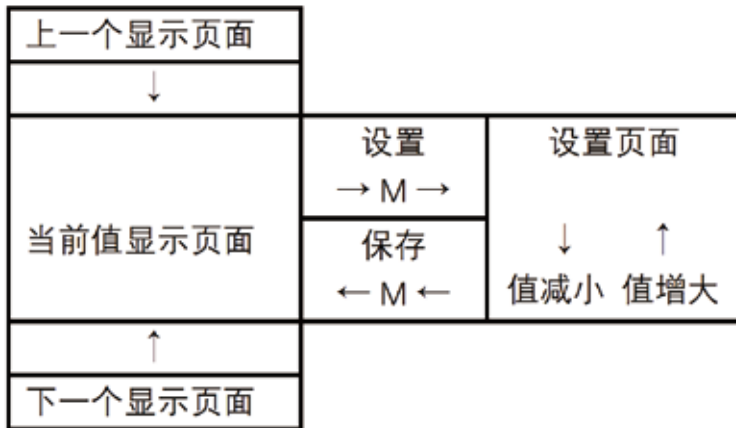 上一个显示页面
↓
设置
→ M →
设置页面
当前值显示页面
保存
← M ←
↓ ↑
值减小 值增大
↑
下一个显示页面